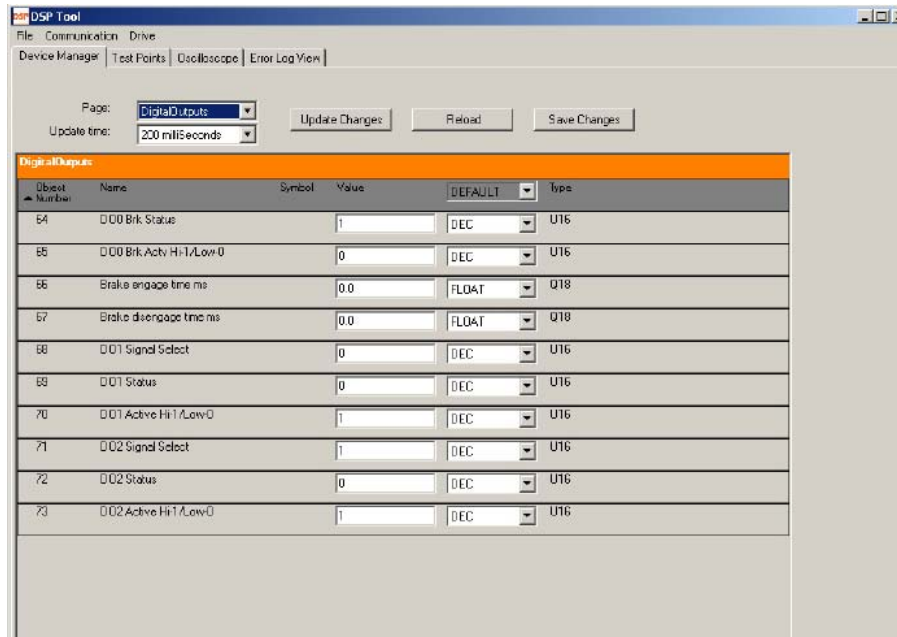 DSP DSP Tool
File Communication Drive
Device Manager Test Points Oscilloscope Error Log View
Page: DigitalOutputs
Update time: 200 milliSeconds
Update Changes Reload Save Changes
DigitalOutputs
Object Number Name Symbol Value DEFAULT Type
64 DO0 Brk Status 1 DEC U16
65 DO0 Brk Actv Hi-1/Low-0 0 DEC U16
66 Brake engage time ms 0.0 FLOAT Q18
67 Brake disengage time ms 0.0 FLOAT Q18
68 DO1 Signal Select 0 DEC U16
69 DO1 Status 0 DEC U16
70 DO1 Active Hi-1/Low-0 1 DEC U16
71 DO2 Signal Select 1 DEC U16
72 DO2 Status 0 DEC U16
73 DO2 Active Hi-1/Low-0 1 DEC U16